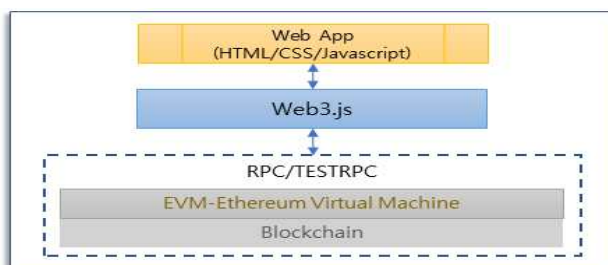 Web App
(HTML/CSS/Javascript)
Web3.js
RPC/TESTRPC
EVM-Ethereum Virtual Machine
Blockchain